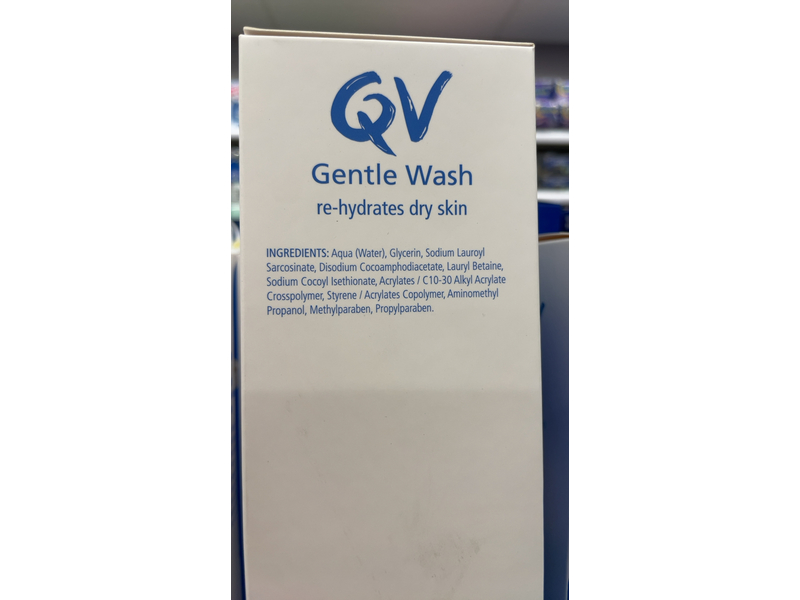 QV
Gentle Wash
re-hydrates dry skin
INGREDIENTS: Aqua (Water), Glycerin, Sodium Lauroyl
Sarcosinate, Disodium Cocoamphodiacetate, Lauryl Betaine,
Sodium Cocoyl Isethionate, Acrylates / C10-30 Alkyl Acrylate
Crosspolymer, Styrene / Acrylates Copolymer, Aminomethyl
Propanol, Methylparaben, Propylparaben.